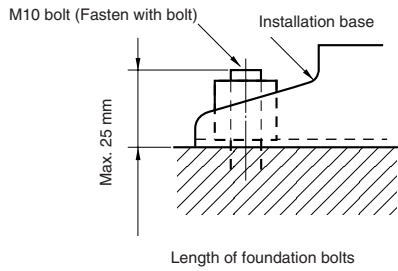 M10 bolt (Fasten with bolt)
Installation base
Max. 25 mm
Length of foundation bolts